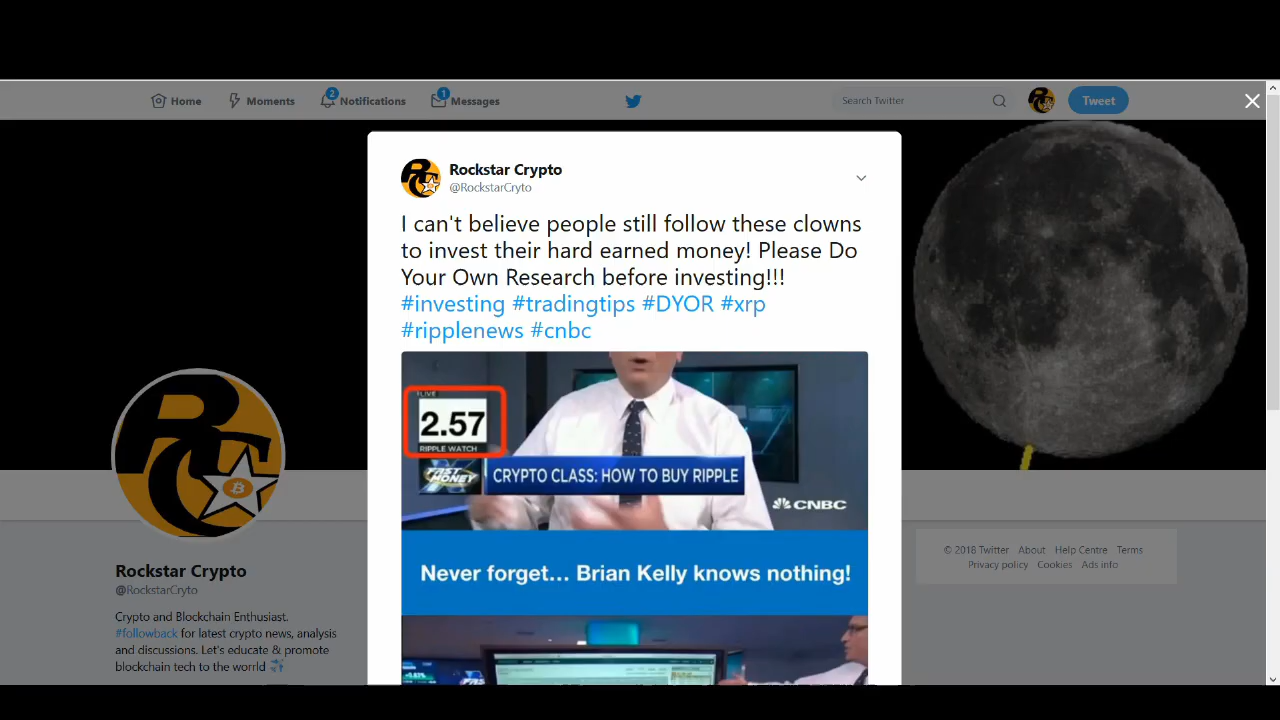 Home
Moments
2
Notifications
1
Messages
Search Twitter
Tweet
Rockstar Crypto
@RockstarCryto
I can't believe people still follow these clowns
to invest their hard earned money! Please Do
Your Own Research before investing!!!
#investing #tradingtips #DYOR #xrp
#ripplenews #cnbc
LIVE
2.57
RIPPLE WATCH
FAST MONEY
CRYPTO CLASS: HOW TO BUY RIPPLE
CNBC
Never forget... Brian Kelly knows nothing!
Rockstar Crypto
@RockstarCryto
Crypto and Blockchain Enthusiast.
#followback for latest crypto news, analysis
and discussions. Let's educate & promote
blockchain tech to the worrld
© 2018 Twitter About Help Centre Terms
Privacy policy Cookies Ads info